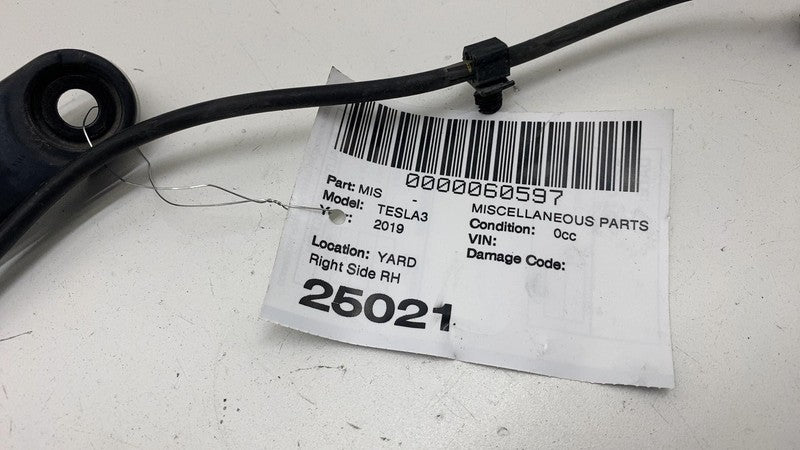 0000060597
Part: MIS - MISCELLANEOUS PARTS
Model: TESLA3 Condition: 0cc
2019 VIN:
Damage Code:
Location: YARD
Right Side RH
25021